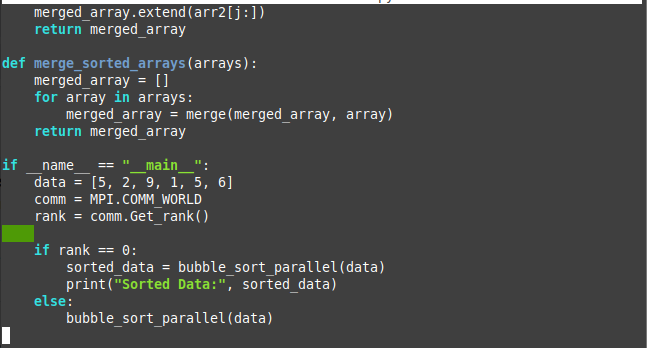 merged_array.extend(arr2[j:])
    return merged_array

def merge_sorted_arrays(arrays):
    merged_array = []
    for array in arrays:
        merged_array = merge(merged_array, array)
    return merged_array

if __name__ == "__main__":
    data = [5, 2, 9, 1, 5, 6]
    comm = MPI.COMM_WORLD
    rank = comm.Get_rank()

    if rank == 0:
        sorted_data = bubble_sort_parallel(data)
        print("Sorted Data:", sorted_data)
    else:
        bubble_sort_parallel(data)